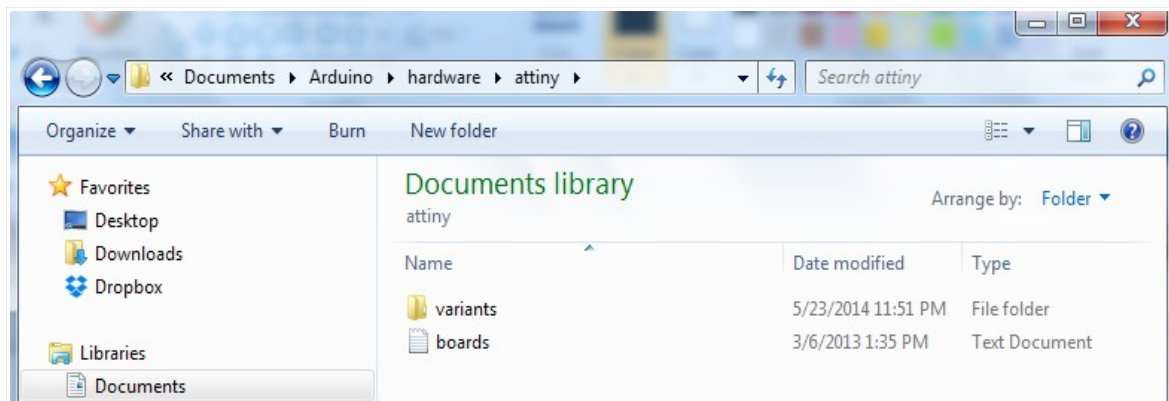 « Documents ▸ Arduino ▸ hardware ▸ attiny ▸ Search attiny
Organize ▾ Share with ▾ Burn New folder
Favorites
Desktop
Downloads
Dropbox
Libraries
Documents
Documents library
attiny
Arrange by: Folder ▾
Name Date modified Type
variants 5/23/2014 11:51 PM File folder
boards 3/6/2013 1:35 PM Text Document